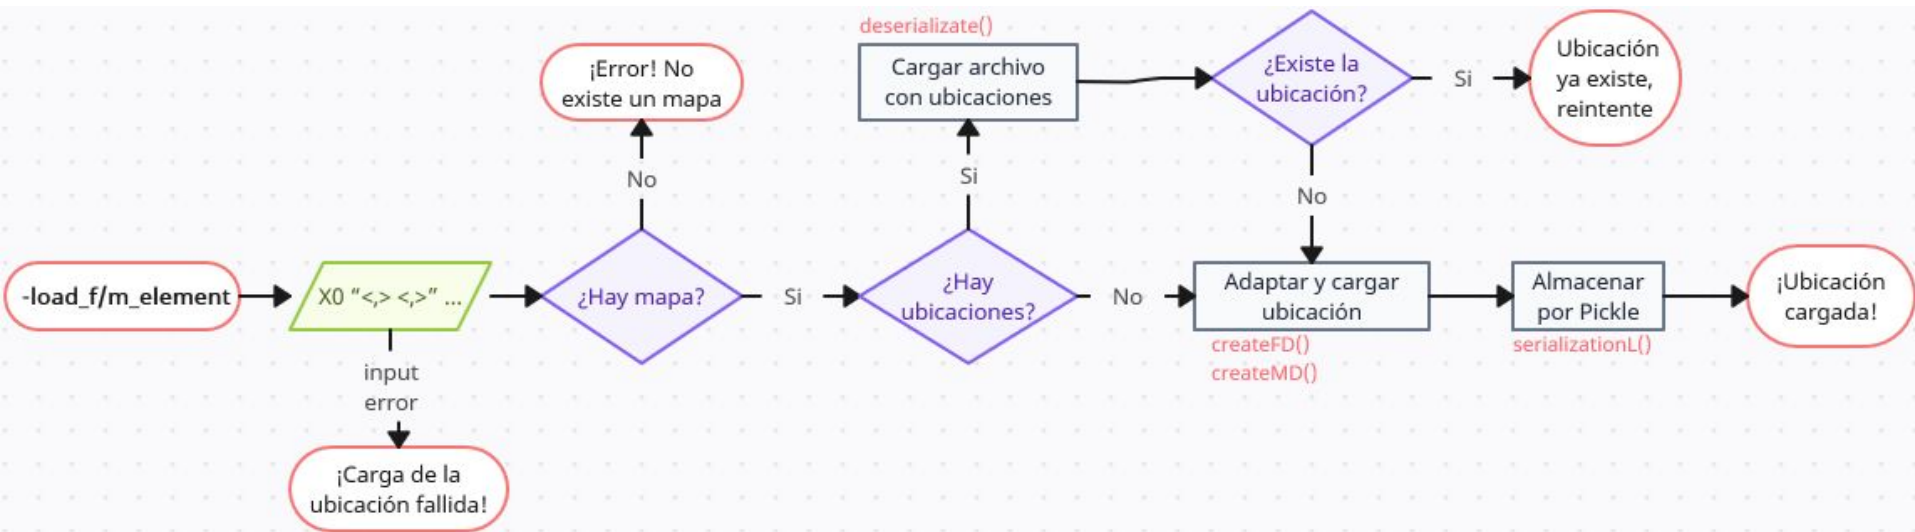 -load_f/m_element
X0 “<,> <,>” ...
input
error
¡Carga de la
ubicación fallida!
¿Hay mapa?
No
¡Error! No
existe un mapa
Si
¿Hay
ubicaciones?
Si
deserializate()
Cargar archivo
con ubicaciones
¿Existe la
ubicación?
Si
Ubicación
ya existe,
reintente
No
No
Adaptar y cargar
ubicación
createFD()
createMD()
Almacenar
por Pickle
serializationL()
¡Ubicación
cargada!